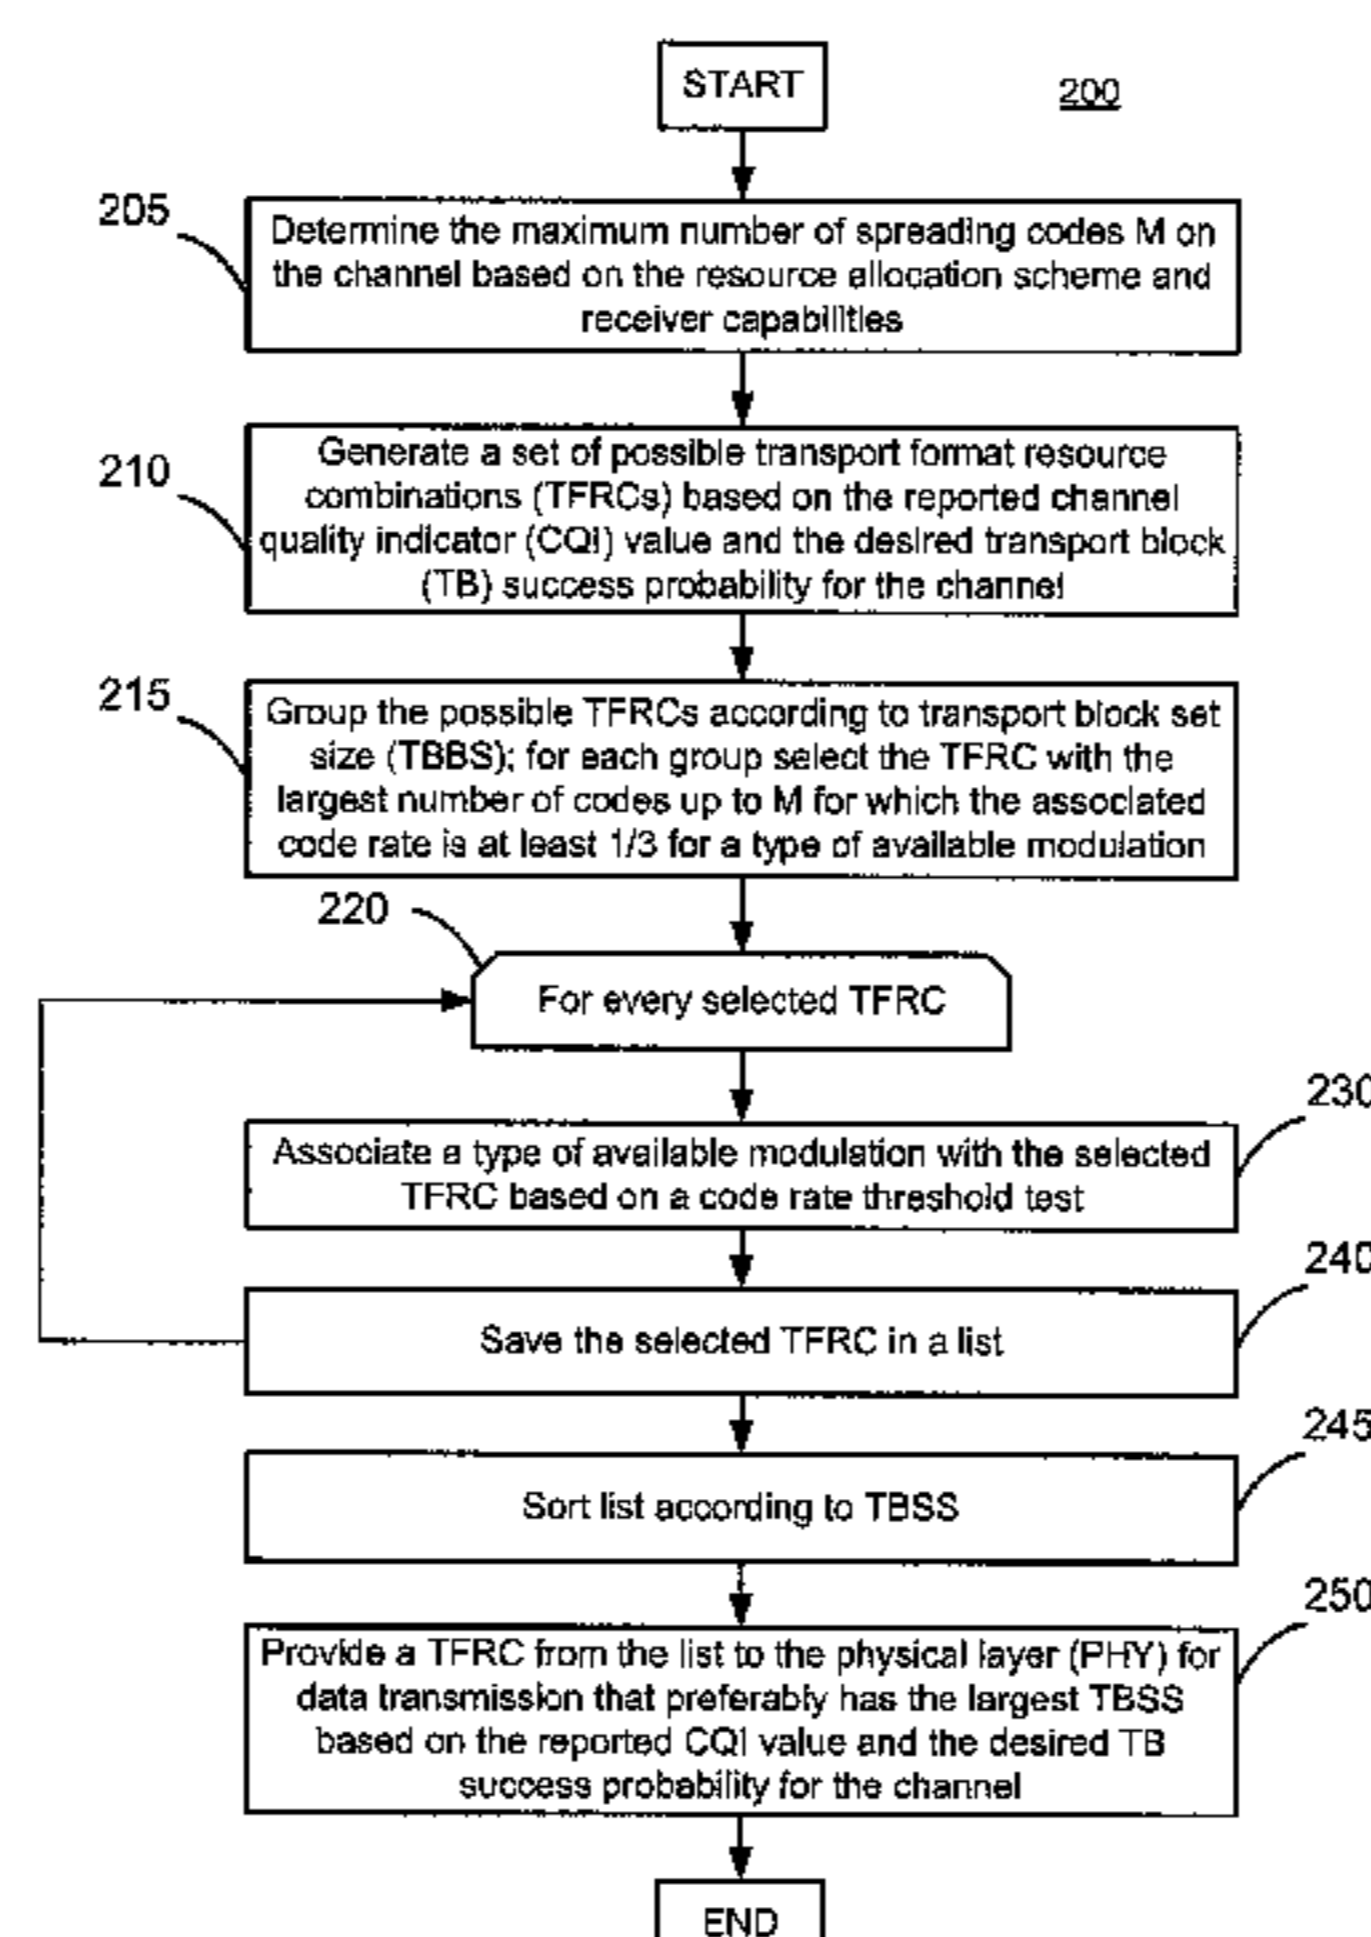 START
200
205
Determine the maximum number of spreading codes M on
the channel based on the resource allocation scheme and
receiver capabilities
210
Generate a set of possible transport format resource
combinations (TFRCs) based on the reported channel
quality indicator (CQI) value and the desired transport block
(TB) success probability for the channel
215
Group the possible TFRCs according to transport block set
size (TBBS); for each group select the TFRC with the
largest number of codes up to M for which the associated
code rate is at least 1/3 for a type of available modulation
220
For every selected TFRC
230
Associate a type of available modulation with the selected
TFRC based on a code rate threshold test
240
Save the selected TFRC in a list
245
Sort list according to TBSS
250
Provide a TFRC from the list to the physical layer (PHY) for
data transmission that preferably has the largest TBSS
based on the reported CQI value and the desired TB
success probability for the channel
END